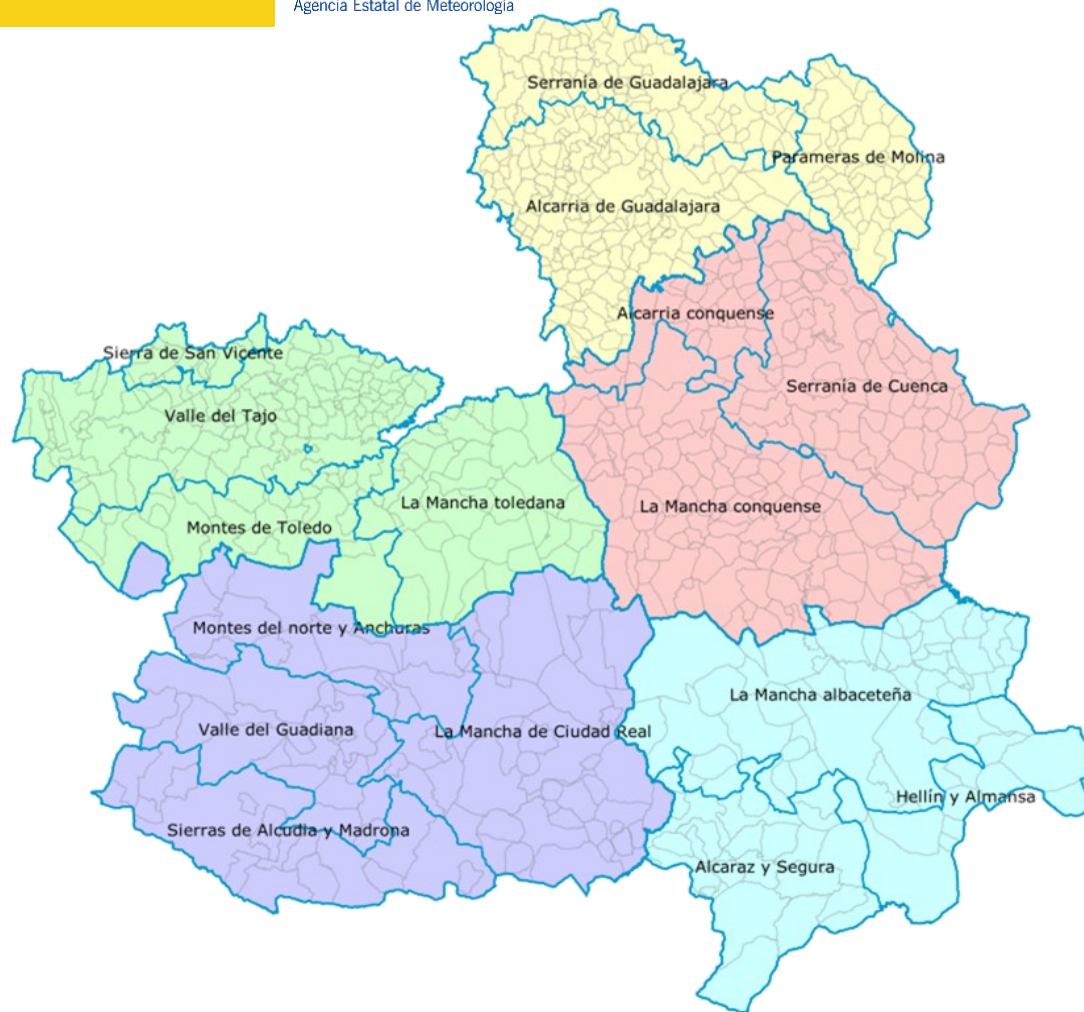 Agencia Estatal de Meteorología
Serranía de Guadalajara
Parameras de Molina
Alcarria de Guadalajara
Alcarria conquense
Sierra de San Vicente
Serranía de Cuenca
Valle del Tajo
La Mancha toledana
La Mancha conquense
Montes de Toledo
Montes del norte y Anchuras
La Mancha albaceteña
Valle del Guadiana
La Mancha de Ciudad Real
Hellín y Almansa
Sierras de Alcudia y Madrona
Alcaraz y Segura